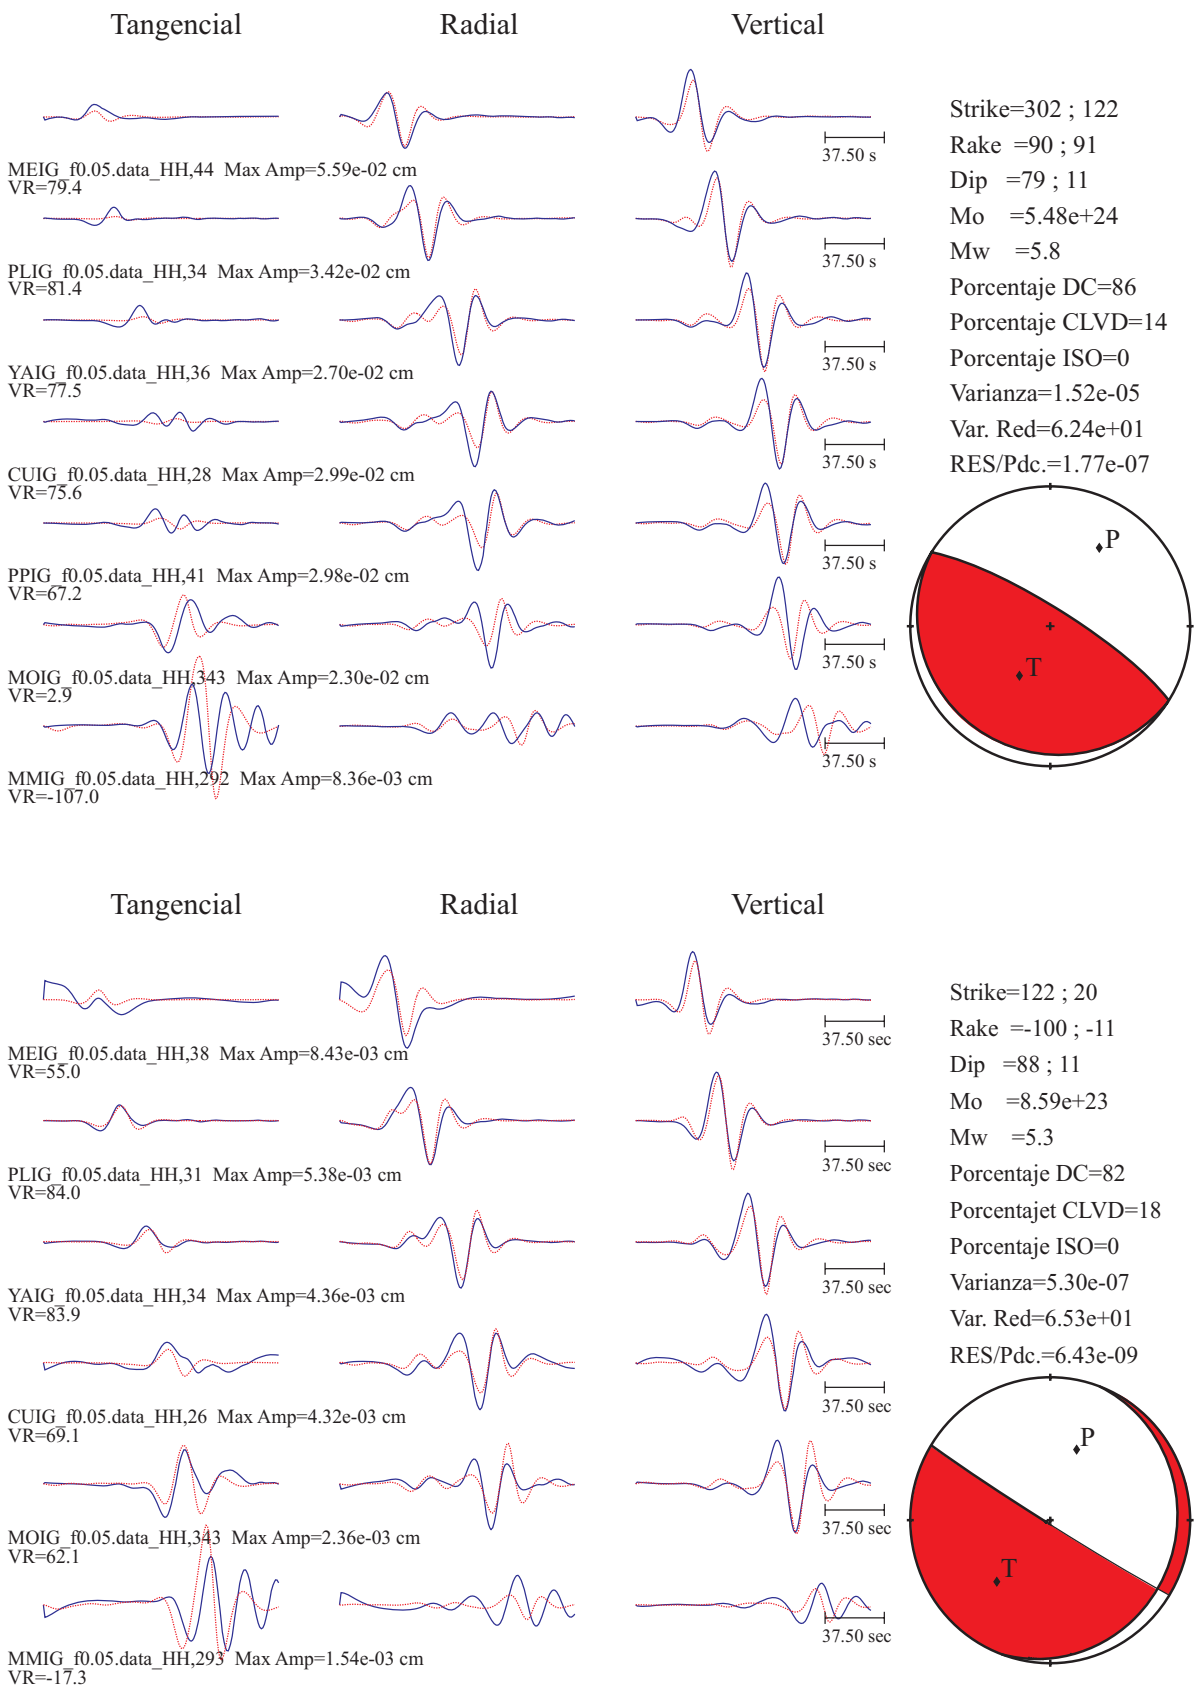 Tangencial Radial Vertical
37.50 s
MEIG_f0.05.data_HH,44 Max Amp=5.59e-02 cm
VR=79.4
37.50 s
PLIG_f0.05.data_HH,34 Max Amp=3.42e-02 cm
VR=81.4
37.50 s
YAIG_f0.05.data_HH,36 Max Amp=2.70e-02 cm
VR=77.5
37.50 s
CUIG_f0.05.data_HH,28 Max Amp=2.99e-02 cm
VR=75.6
37.50 s
PPIG_f0.05.data_HH,41 Max Amp=2.98e-02 cm
VR=67.2
37.50 s
MOIG_f0.05.data_HH,343 Max Amp=2.30e-02 cm
VR=2.9
37.50 s
MMIG_f0.05.data_HH,292 Max Amp=8.36e-03 cm
VR=-107.0
Strike=302 ; 122
Rake =90 ; 91
Dip =79 ; 11
Mo =5.48e+24
Mw =5.8
Porcentaje DC=86
Porcentaje CLVD=14
Porcentaje ISO=0
Varianza=1.52e-05
Var. Red=6.24e+01
RES/Pdc.=1.77e-07
P
T
Tangencial Radial Vertical
37.50 sec
MEIG_f0.05.data_HH,38 Max Amp=8.43e-03 cm
VR=55.0
37.50 sec
PLIG_f0.05.data_HH,31 Max Amp=5.38e-03 cm
VR=84.0
37.50 sec
YAIG_f0.05.data_HH,34 Max Amp=4.36e-03 cm
VR=83.9
37.50 sec
CUIG_f0.05.data_HH,26 Max Amp=4.32e-03 cm
VR=69.1
37.50 sec
MOIG_f0.05.data_HH,343 Max Amp=2.36e-03 cm
VR=62.1
37.50 sec
MMIG_f0.05.data_HH,293 Max Amp=1.54e-03 cm
VR=-17.3
Strike=122 ; 20
Rake =-100 ; -11
Dip =88 ; 11
Mo =8.59e+23
Mw =5.3
Porcentaje DC=82
Porcentajet CLVD=18
Porcentaje ISO=0
Varianza=5.30e-07
Var. Red=6.53e+01
RES/Pdc.=6.43e-09
P
T